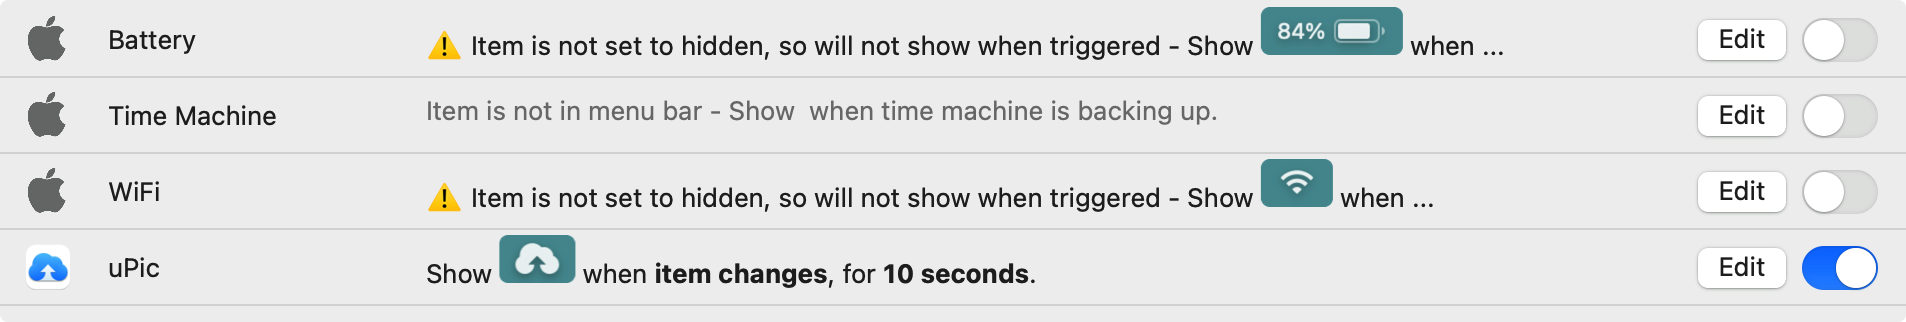 Battery ⚠️ Item is not set to hidden, so will not show when triggered - Show 84% when ... Edit
Time Machine Item is not in menu bar - Show when time machine is backing up. Edit
WiFi ⚠️ Item is not set to hidden, so will not show when triggered - Show when ... Edit
uPic Show when item changes, for 10 seconds. Edit